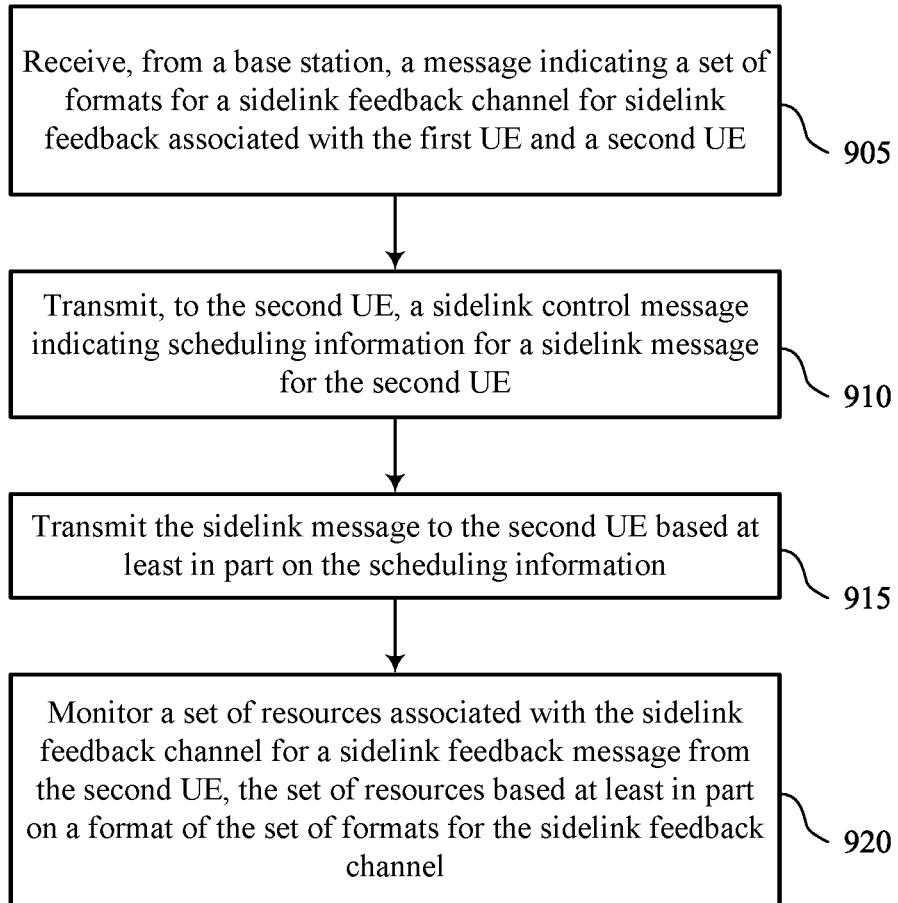 Receive, from a base station, a message indicating a set of
formats for a sidelink feedback channel for sidelink
feedback associated with the first UE and a second UE
905
Transmit, to the second UE, a sidelink control message
indicating scheduling information for a sidelink message
for the second UE
910
Transmit the sidelink message to the second UE based at
least in part on the scheduling information
915
Monitor a set of resources associated with the sidelink
feedback channel for a sidelink feedback message from
the second UE, the set of resources based at least in part
on a format of the set of formats for the sidelink feedback
channel
920